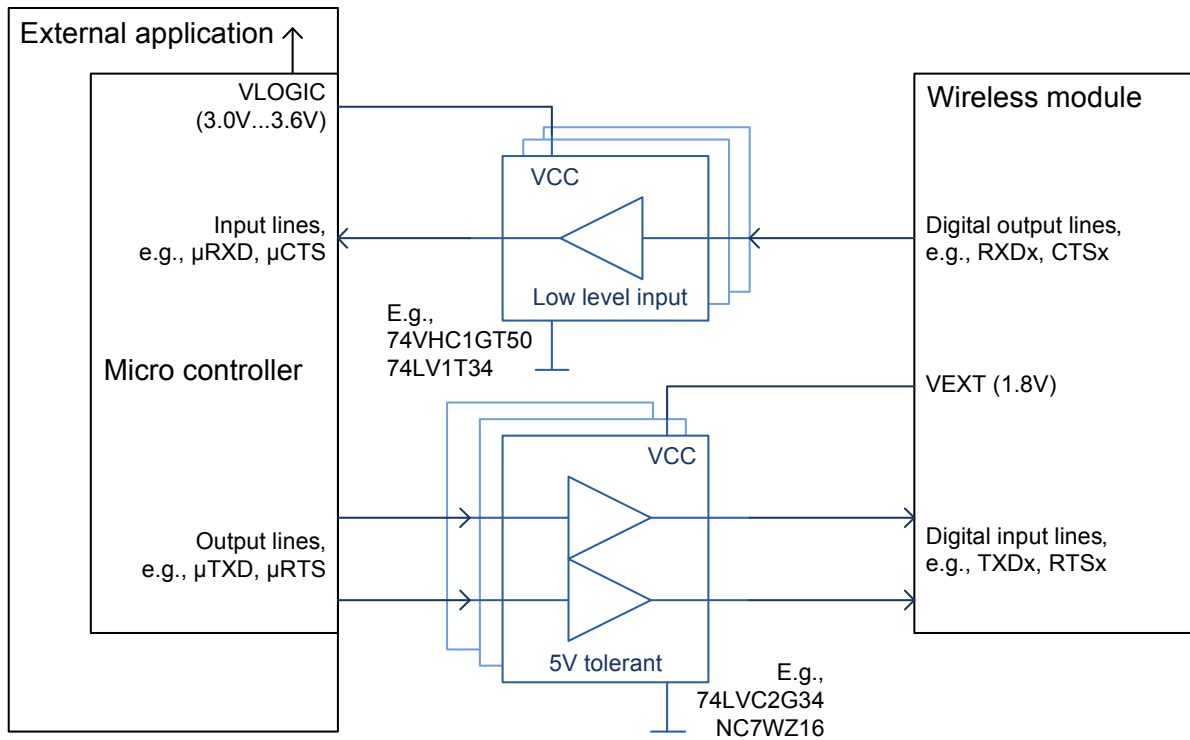 External application
VLOGIC
(3.0V...3.6V)
Wireless module
VCC
Input lines,
e.g., µRXD, µCTS
Digital output lines,
e.g., RXDx, CTSx
Low level input
E.g.,
74VHC1GT50
74LV1T34
Micro controller
VEXT (1.8V)
VCC
Output lines,
e.g., µTXD, µRTS
Digital input lines,
e.g., TXDx, RTSx
5V tolerant
E.g.,
74LVC2G34
NC7WZ16